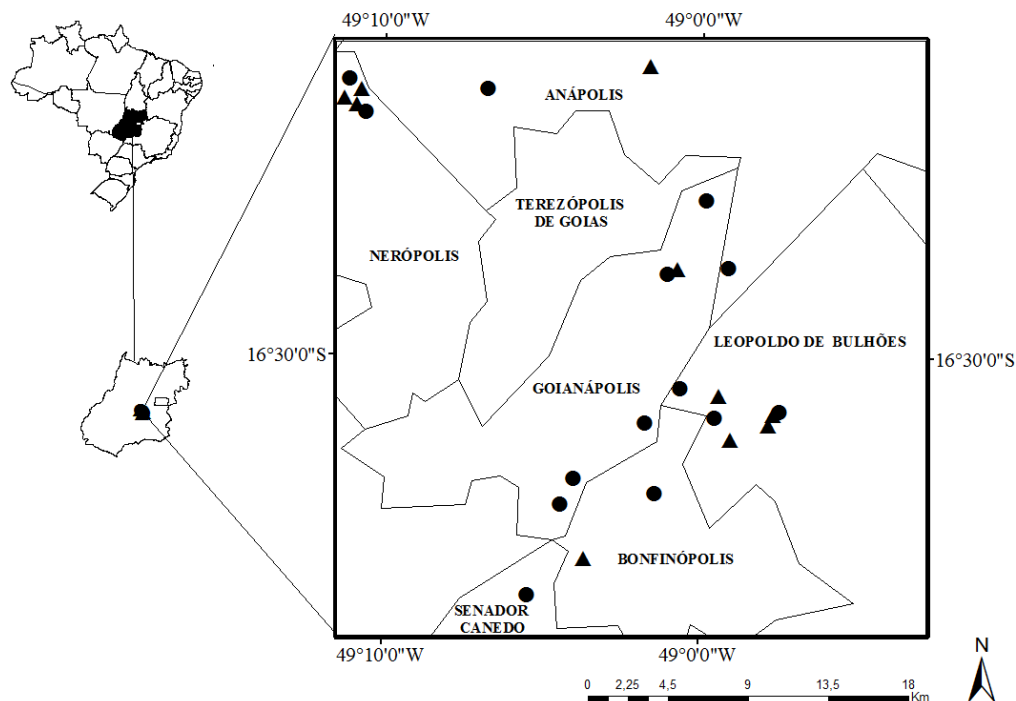 49°10'0"W
49°0'0"W
ANÁPOLIS
TEREZÓPOLIS
DE GOIAS
NERÓPOLIS
16°30'0"S
LEOPOLDO DE BULHÕES
16°30'0"S
GOIANÁPOLIS
BONFINÓPOLIS
SENADOR
CANEDO
49°10'0"W
49°0'0"W
N
0 2,25 4,5 9 13,5 18
Km